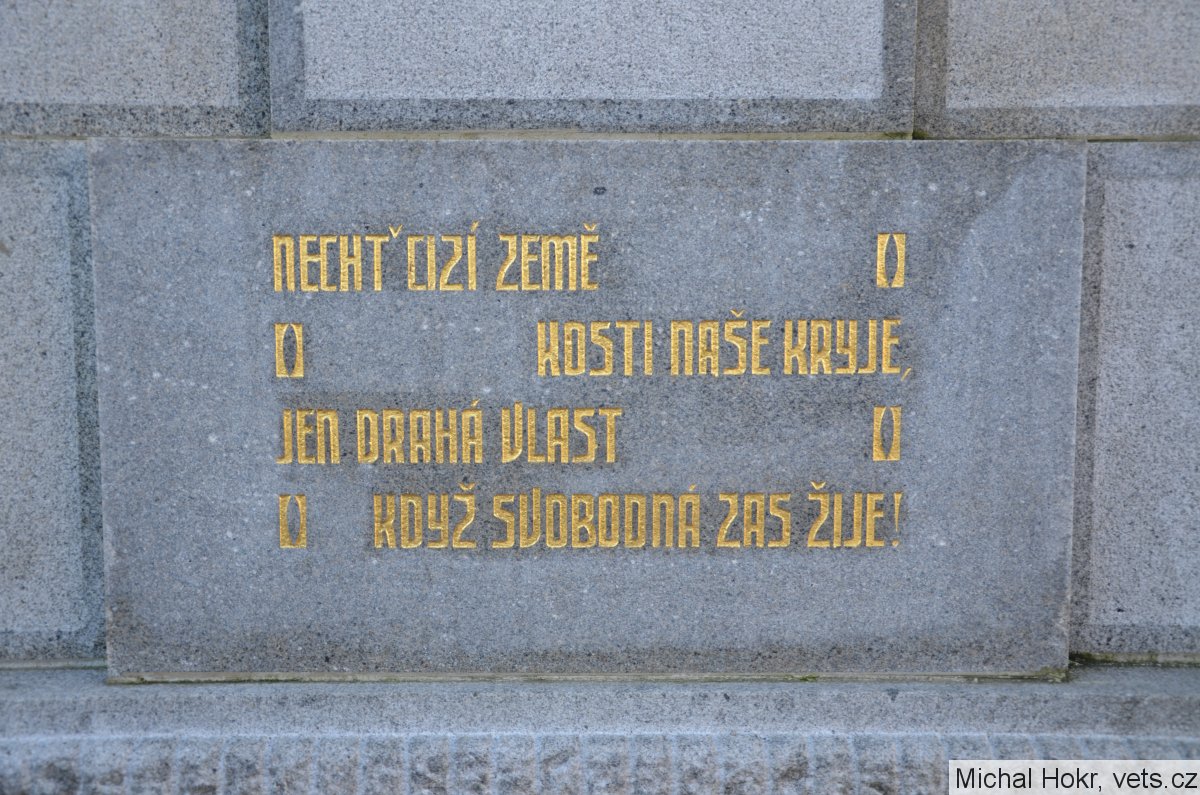 NECHŤ CIZÍ ZEMĚ
KOSTI NAŠE KRYJE,
JEN DRAHÁ VLAST
KDYŽ SVOBODNÁ ZAS ŽIJE!
Michal Hokr, vets.cz